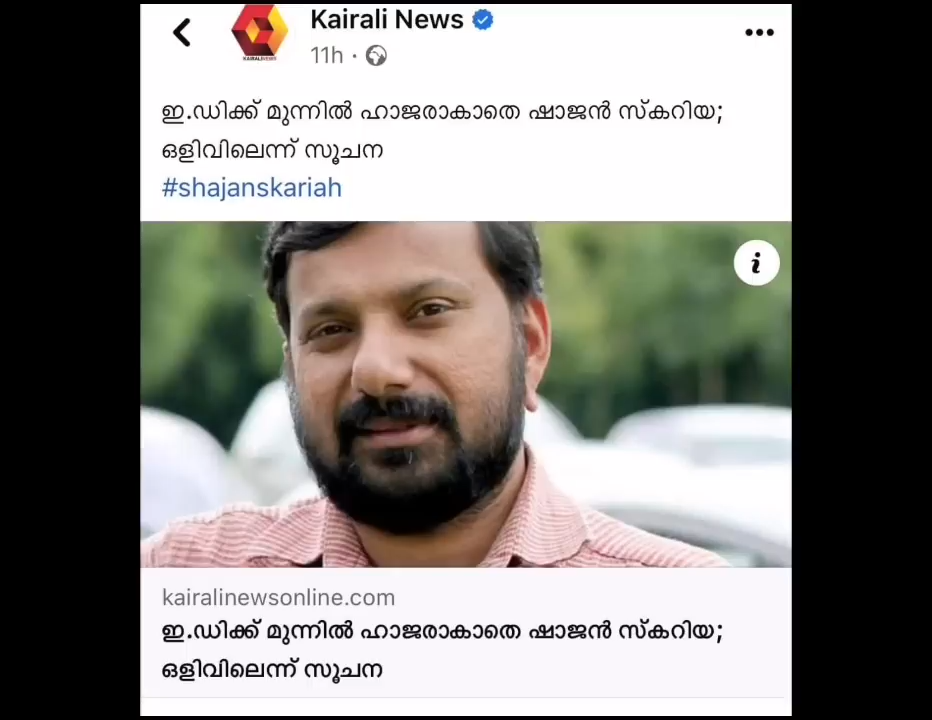 Kairali News
11h
ഇ.ഡിക്ക് മുന്നിൽ ഹാജരാകാതെ ഷാജൻ സ്കറിയ;
ഒളിവിലെന്ന് സൂചന
#shajanskariah
kairalinewsonline.com
ഇ.ഡിക്ക് മുന്നിൽ ഹാജരാകാതെ ഷാജൻ സ്കറിയ;
ഒളിവിലെന്ന് സൂചന